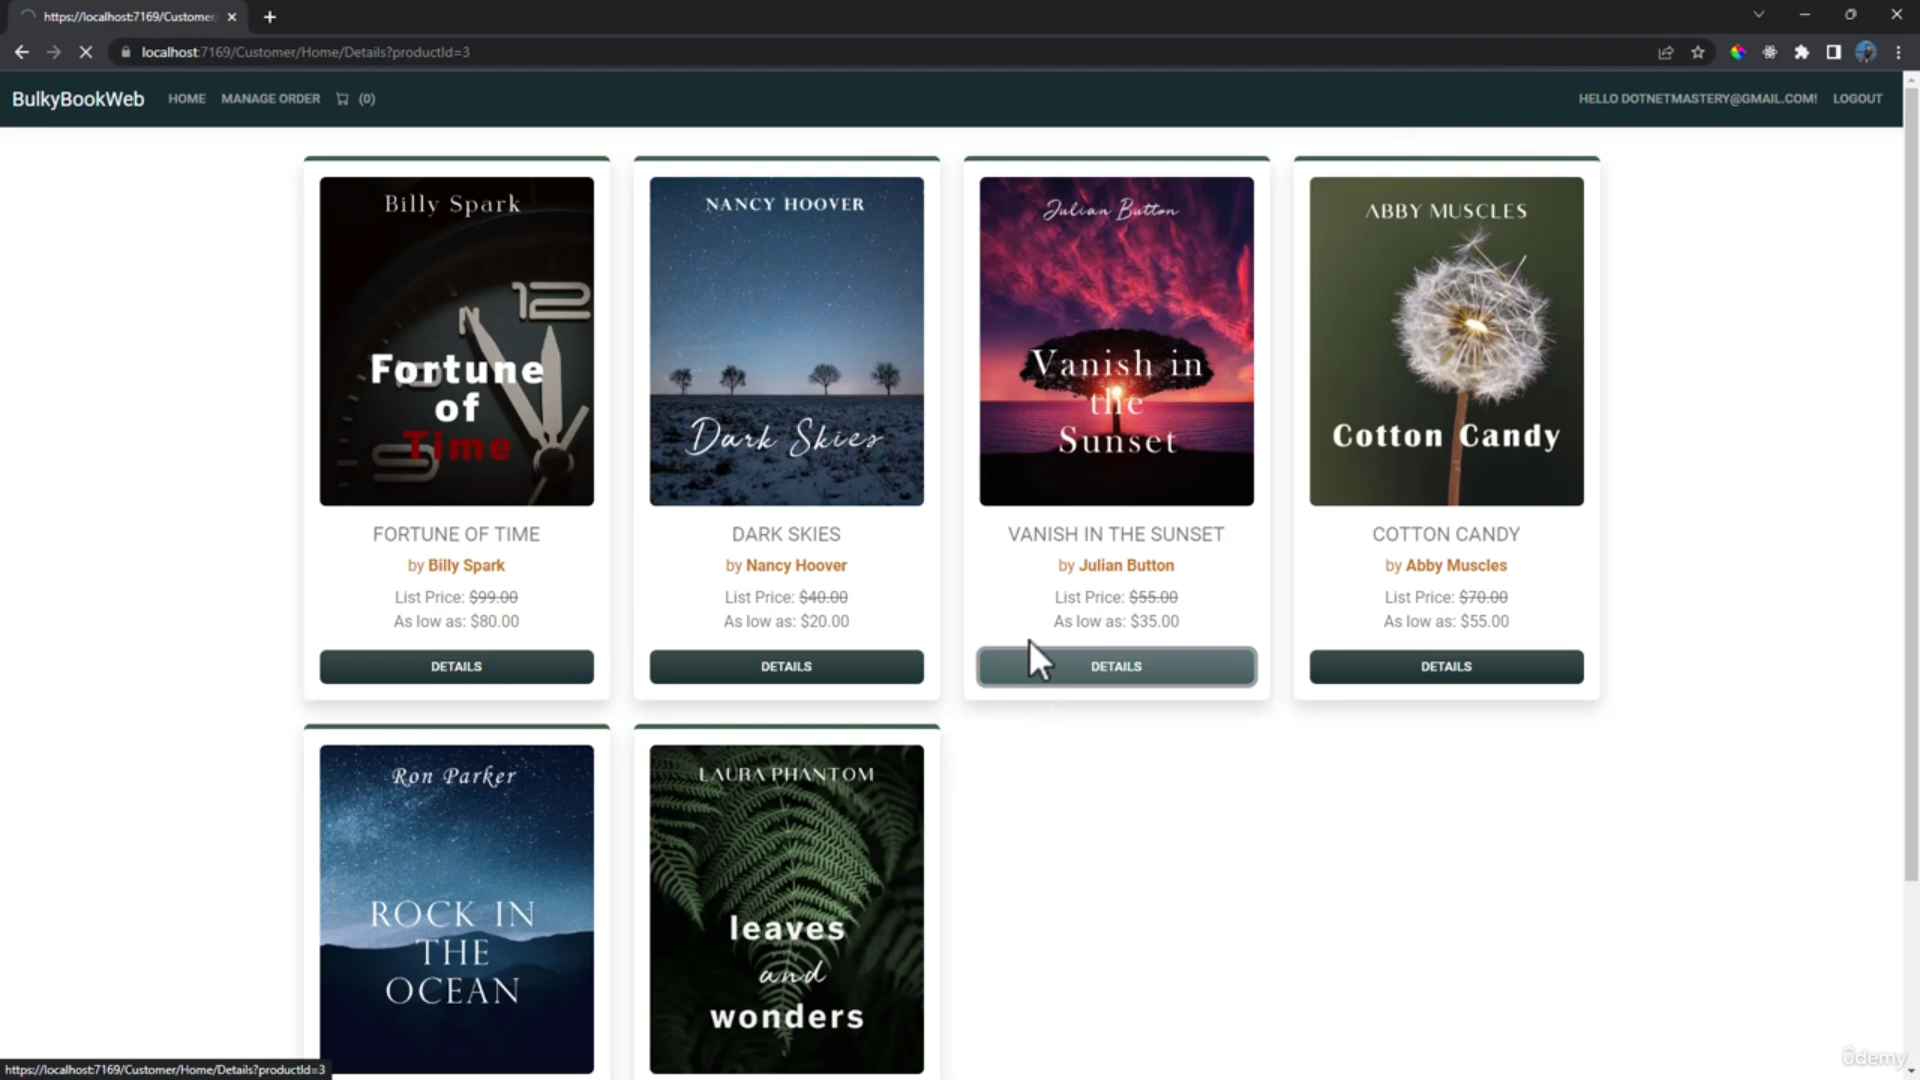 https://localhost:7169/Customer
localhost:7169/Customer/Home/Details?productId=3
BulkyBookWeb HOME MANAGE ORDER (0) HELLO DOTNETMASTERY@GMAIL.COM! LOGOUT
Billy Spark
12
9
Fortune
of
Time
NANCY HOOVER
Dark Skies
Julian Button
Vanish in
the
Sunset
ABBY MUSCLES
Cotton Candy
FORTUNE OF TIME
by Billy Spark
List Price: $99.00
As low as: $80.00
DETAILS
DARK SKIES
by Nancy Hoover
List Price: $40.00
As low as: $20.00
DETAILS
VANISH IN THE SUNSET
by Julian Button
List Price: $55.00
As low as: $35.00
DETAILS
COTTON CANDY
by Abby Muscles
List Price: $70.00
As low as: $55.00
DETAILS
Ron Parker
ROCK IN
THE
OCEAN
LAURA PHANTOM
leaves
and
wonders
https://localhost:7169/Customer/Home/Details?productId=3
ûdemy